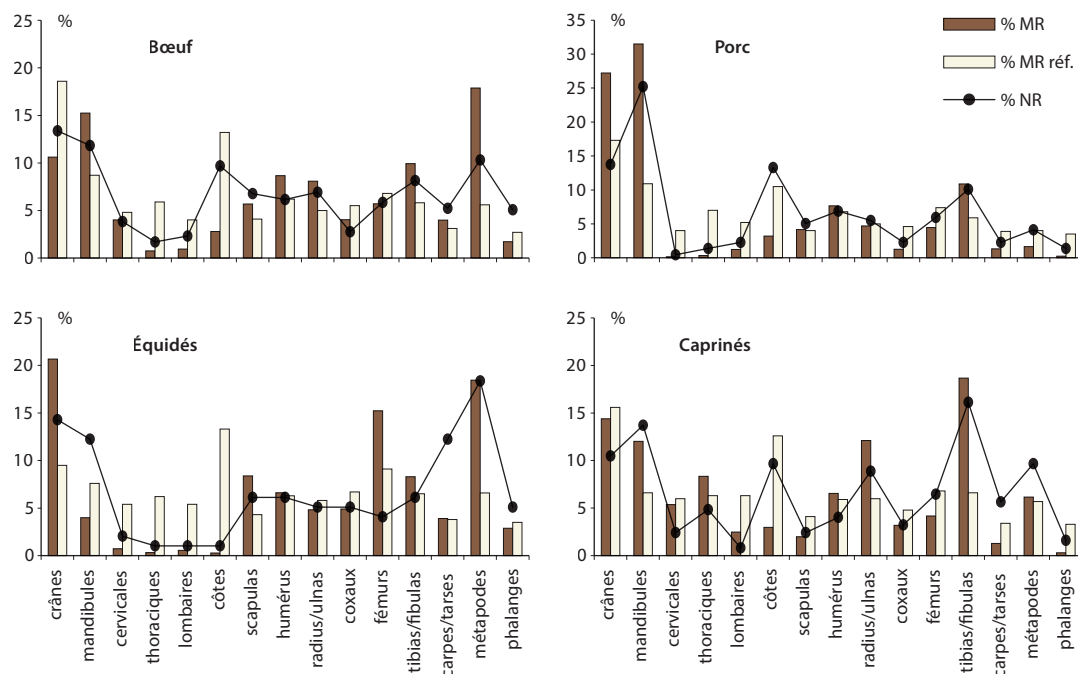 %
Bœuf
25
20
15
10
5
0
%
Porc
35
30
25
20
15
10
5
0
% MR
% MR réf.
% NR
%
Équidés
25
20
15
10
5
0
%
Caprinés
25
20
15
10
5
0
crânes
mandibules
cervicales
thoraciques
lombaires
côtes
scapulas
humérus
radius/ulnas
coxaux
fémurs
tibias/fibulas
carpes/tarses
métapodes
phalanges
crânes
mandibules
cervicales
thoraciques
lombaires
côtes
scapulas
humérus
radius/ulnas
coxaux
fémurs
tibias/fibulas
carpes/tarses
métapodes
phalanges